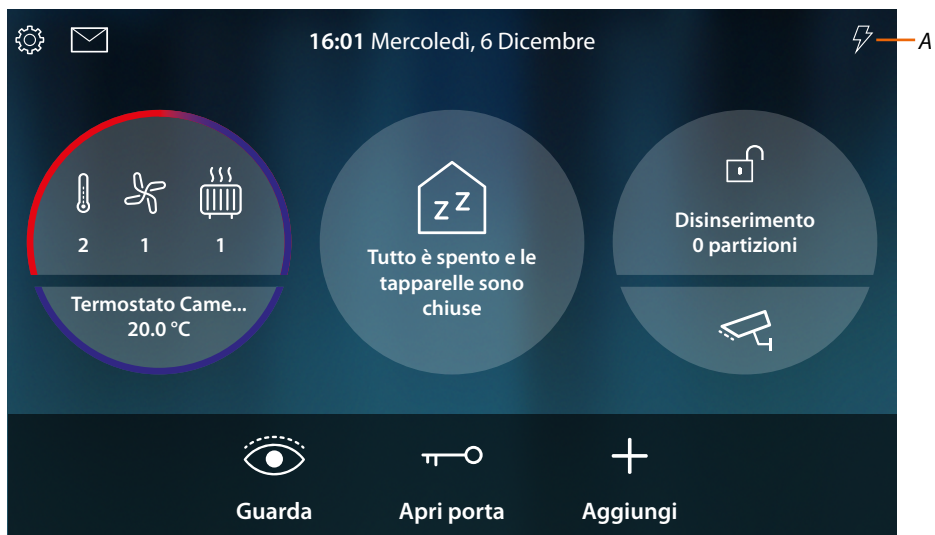 16:01 Mercoledì, 6 Dicembre
A
2 1 1
Termostato Came...
20.0 °C
zZ
Tutto è spento e le
tapparelle sono
chiuse
Disinserimento
0 partizioni
Guarda Apri porta Aggiungi